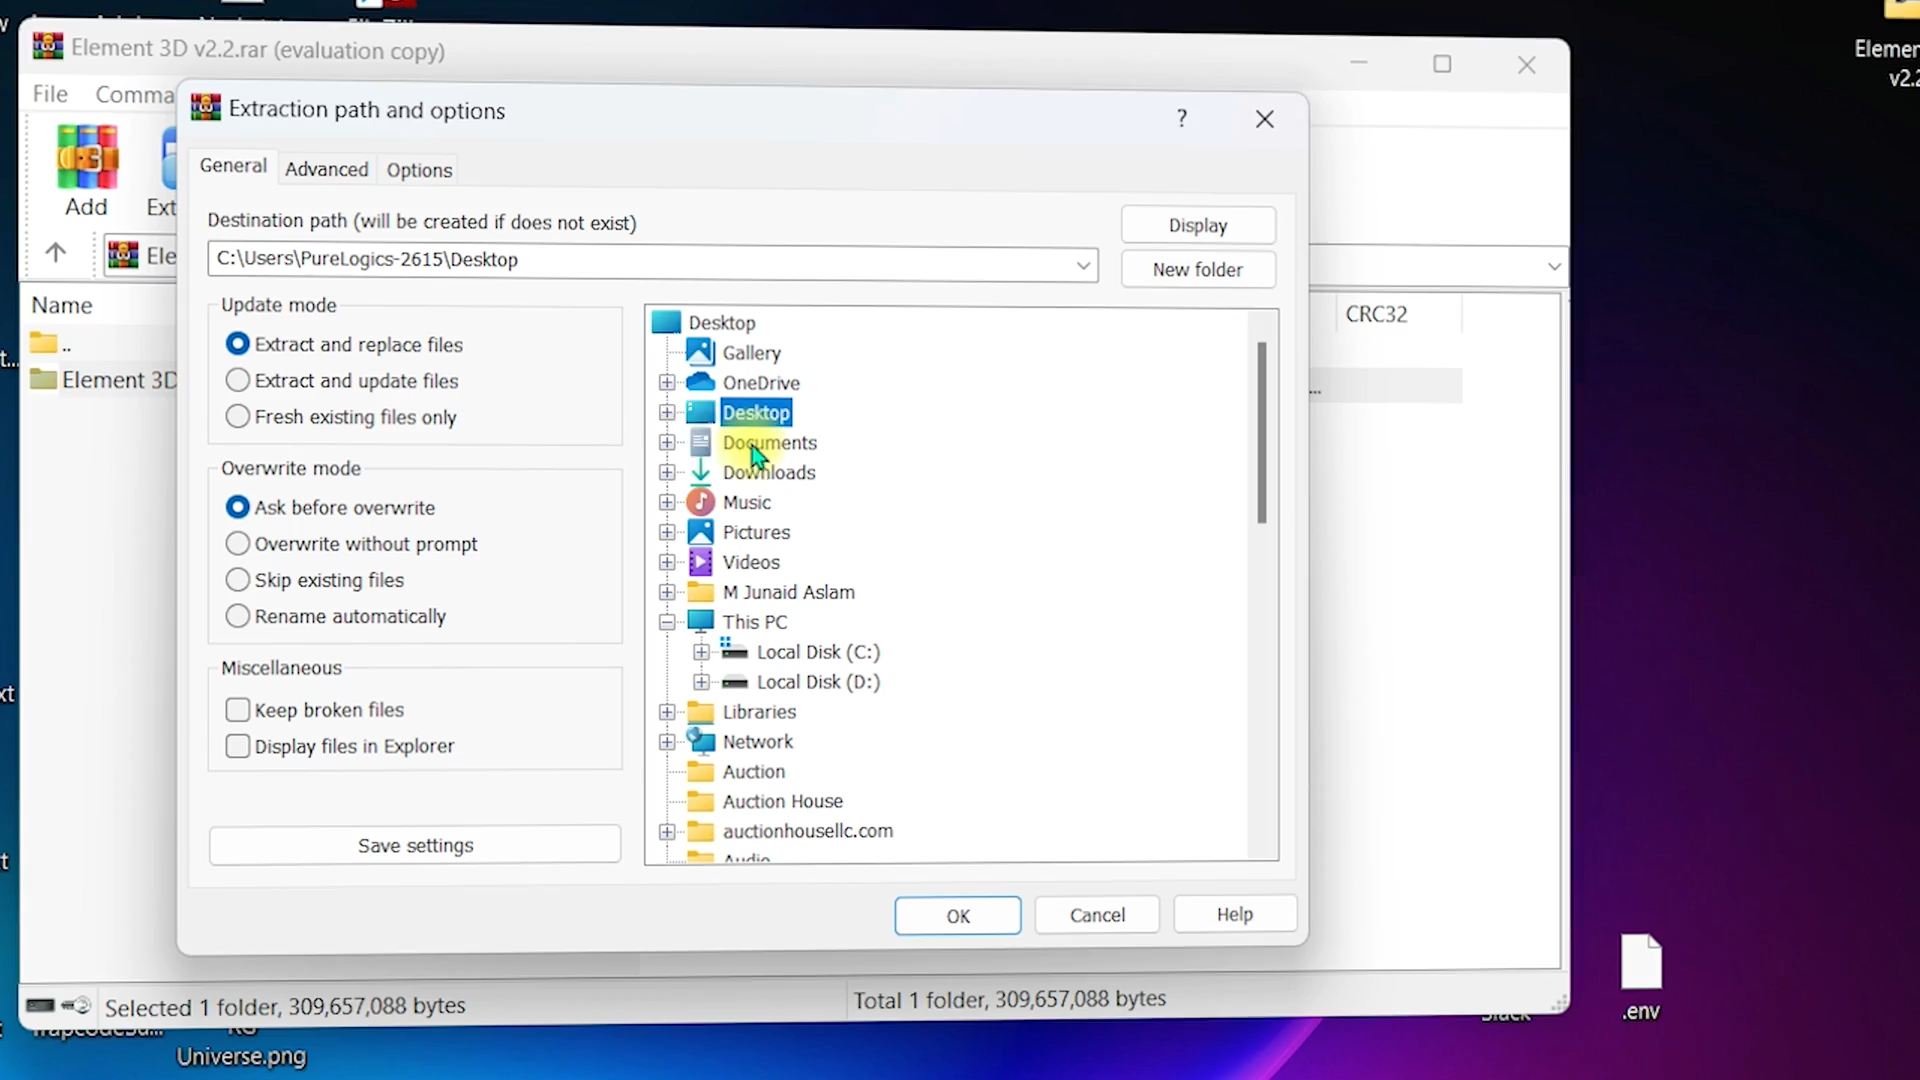 Element 3D v2.2.rar (evaluation copy)
File Comma
Add
Ext
Ele
Name
..
Element 3D
CRC32
...
Extraction path and options
?
General Advanced Options
Destination path (will be created if does not exist)
C:\Users\PureLogics-2615\Desktop
Display
New folder
Update mode
Extract and replace files
Extract and update files
Fresh existing files only
Overwrite mode
Ask before overwrite
Overwrite without prompt
Skip existing files
Rename automatically
Miscellaneous
Keep broken files
Display files in Explorer
Save settings
Desktop
Gallery
OneDrive
Desktop
Documents
Downloads
Music
Pictures
Videos
M Junaid Aslam
This PC
Local Disk (C:)
Local Disk (D:)
Libraries
Network
Auction
Auction House
auctionhousellc.com
Audio
OK Cancel Help
Selected 1 folder, 309,657,088 bytes
Total 1 folder, 309,657,088 bytes
Universe.png
Slack
.env
Elemen
v2.2
xt